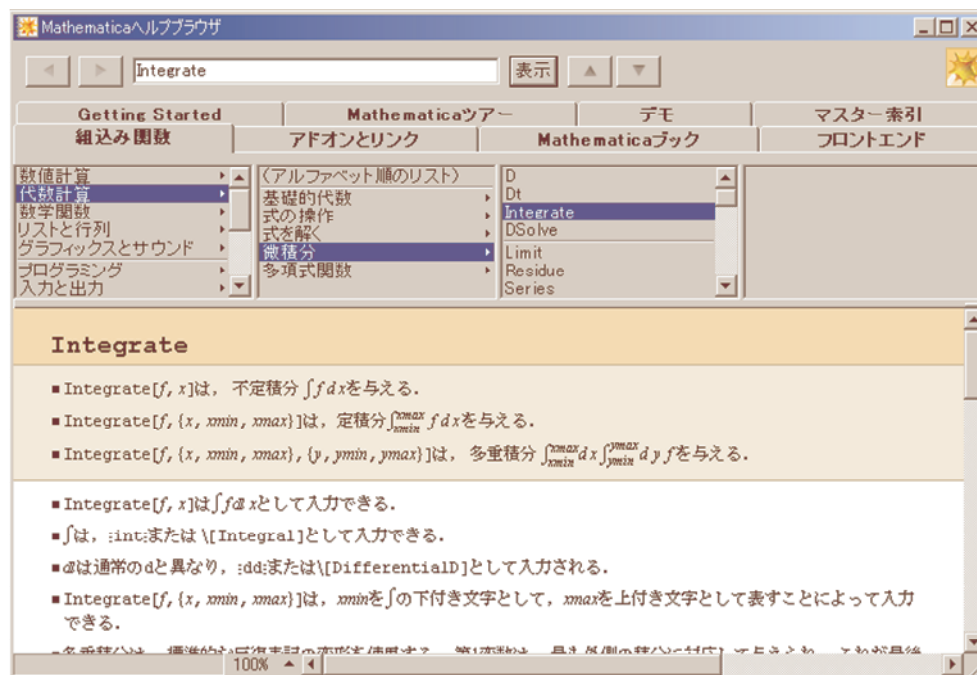 Mathematicaヘルプブラウザ
Integrate 表示
Getting Started Mathematicaツアー デモ マスター索引
組込み関数 アドオンとリンク Mathematicaブック フロントエンド
数値計算
代数計算
数学関数
リストと行列
グラフィックスとサウンド
プログラミング
入力と出力
〈アルファベット順のリスト〉
基礎的代数
式の操作
式を解く
微積分
多項式関数
D
Dt
Integrate
DSolve
Limit
Residue
Series
Integrate
■Integrate[f, x]は，不定積分 ∫f dxを与える．
■Integrate[f, {x, xmin, xmax}]は，定積分∫xmin xmax f dxを与える．
■Integrate[f, {x, xmin, xmax}, {y, ymin, ymax}]は，多重積分 ∫xmin xmax dx ∫ymin ymax dy fを与える．
■Integrate[f, x]は∫fⅆxとして入力できる．
■∫は，⋮int⋮または\[Integral]として入力できる．
■ⅆは通常のdと異なり，⋮dd⋮または\[DifferentialD]として入力される．
■Integrate[f, {x, xmin, xmax}]は，xminを∫の下付き文字として，xmaxを上付き文字として表すことによって入力
できる．
100%